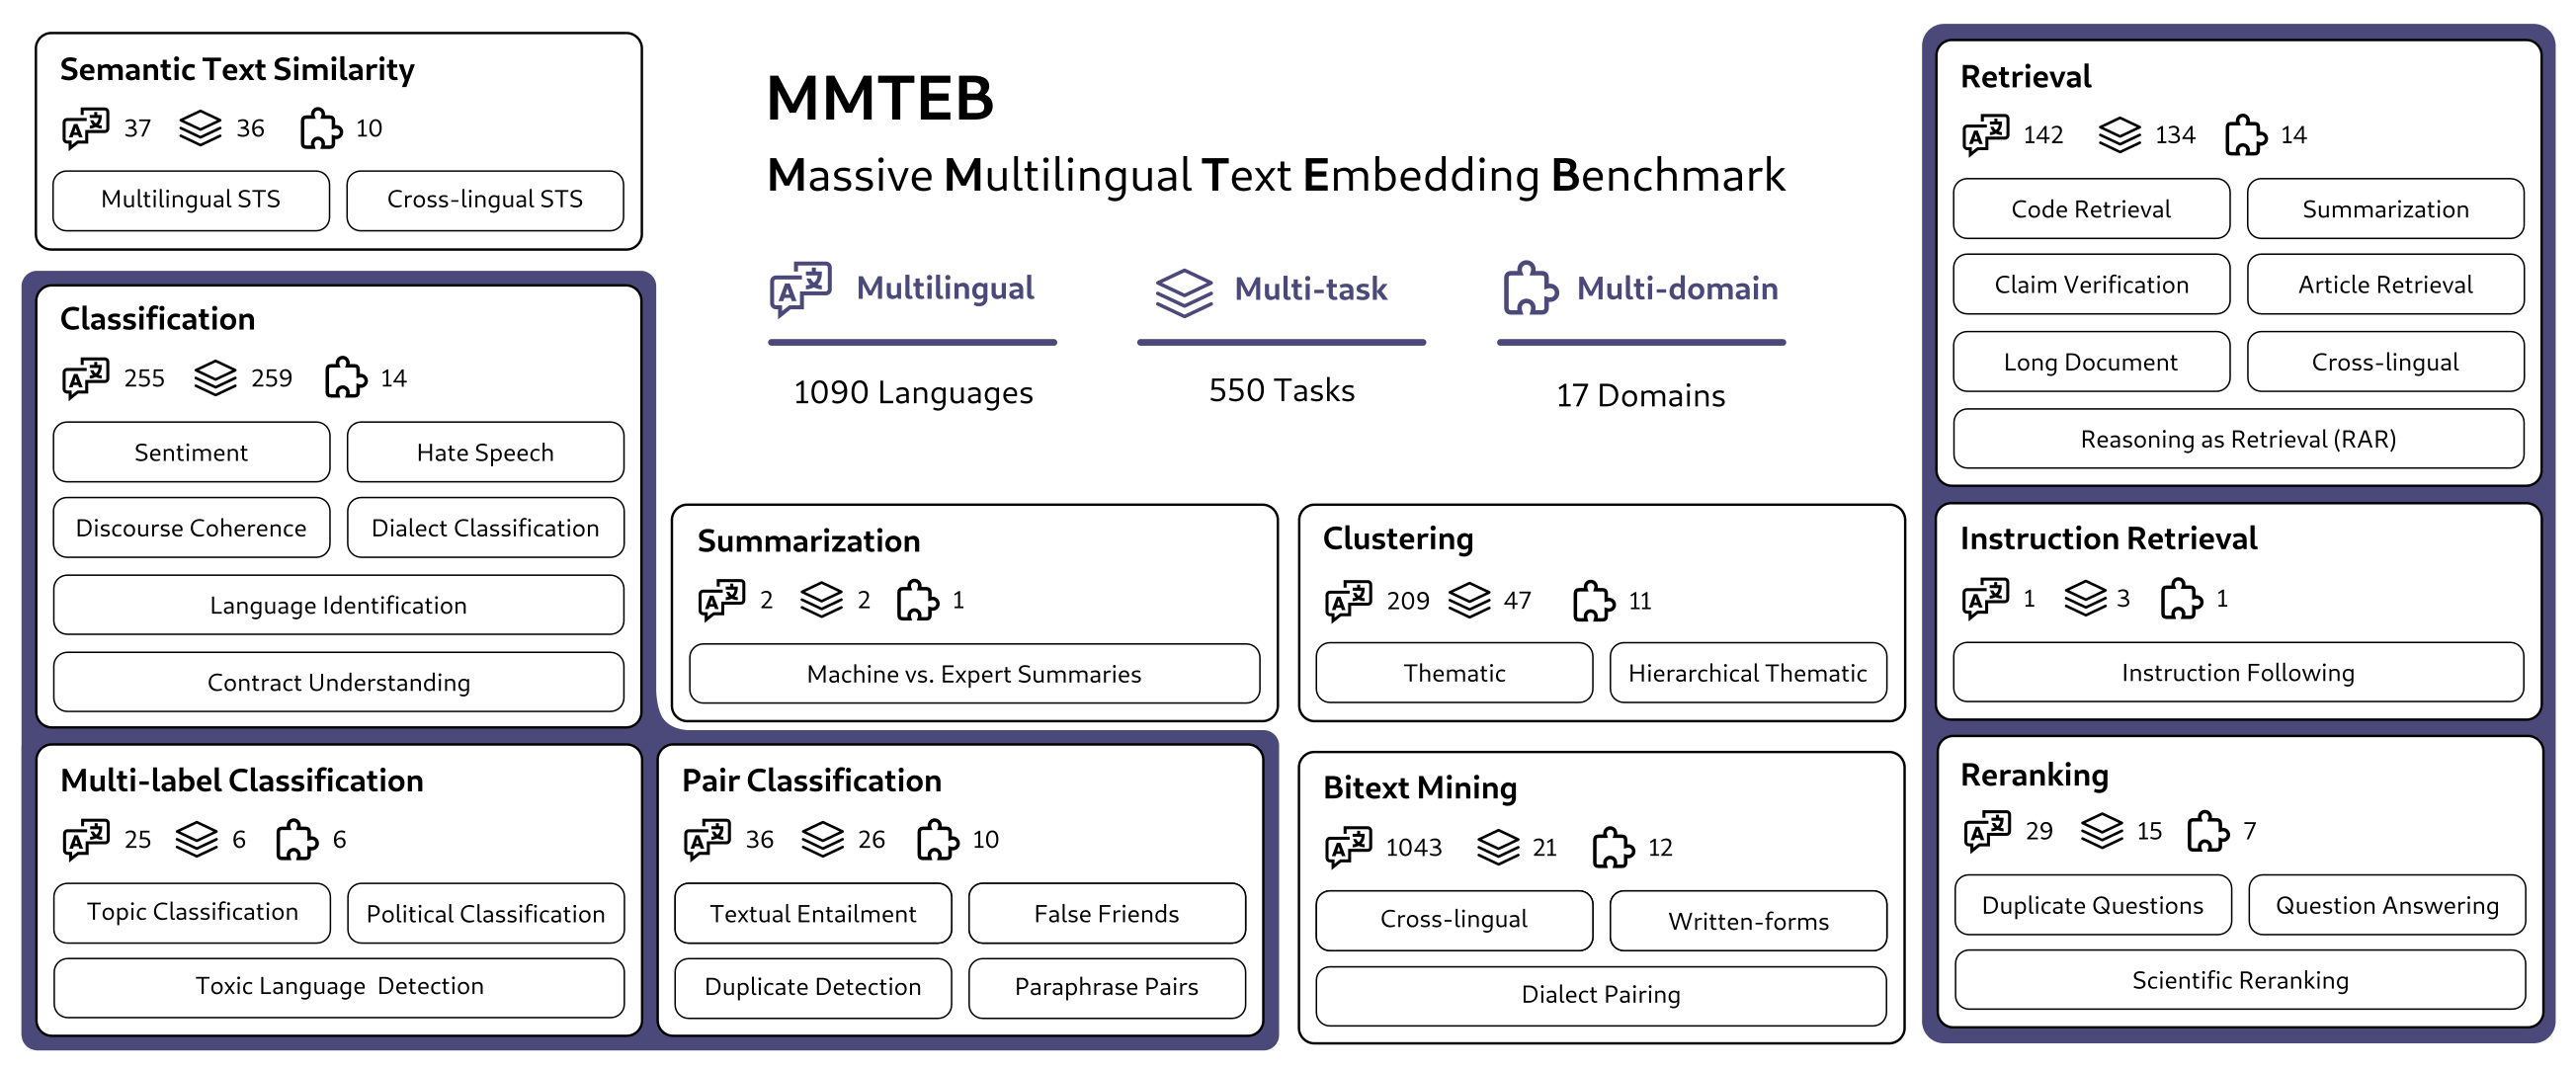 MMTEB
Massive Multilingual Text Embedding Benchmark
Multilingual
Multi-task
Multi-domain
1090 Languages
550 Tasks
17 Domains
Semantic Text Similarity
37 36 10
Multilingual STS
Cross-lingual STS
Classification
255 259 14
Sentiment
Hate Speech
Discourse Coherence
Dialect Classification
Language Identification
Contract Understanding
Multi-label Classification
25 6 6
Topic Classification
Political Classification
Toxic Language Detection
Pair Classification
36 26 10
Textual Entailment
False Friends
Duplicate Detection
Paraphrase Pairs
Summarization
2 2 1
Machine vs. Expert Summaries
Clustering
209 47 11
Thematic
Hierarchical Thematic
Bitext Mining
1043 21 12
Cross-lingual
Written-forms
Dialect Pairing
Retrieval
142 134 14
Code Retrieval
Summarization
Claim Verification
Article Retrieval
Long Document
Cross-lingual
Reasoning as Retrieval (RAR)
Instruction Retrieval
1 3 1
Instruction Following
Reranking
29 15 7
Duplicate Questions
Question Answering
Scientific Reranking